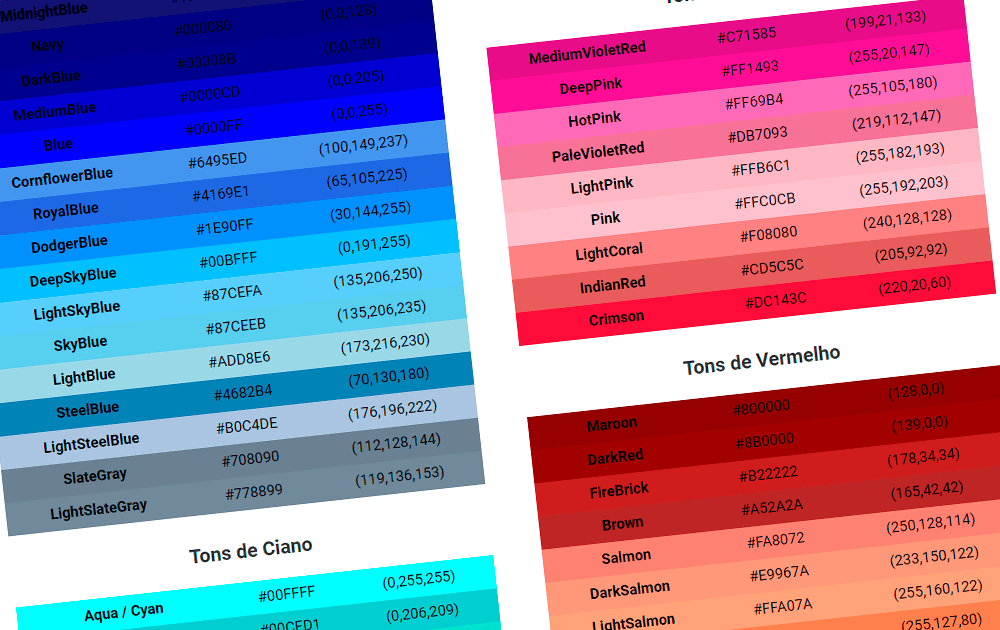 MidnightBlue
Navy #000080 (0,0,128)
DarkBlue #00008B (0,0,139)
MediumBlue #0000CD (0,0,205)
Blue #0000FF (0,0,255)
CornflowerBlue #6495ED (100,149,237)
RoyalBlue #4169E1 (65,105,225)
DodgerBlue #1E90FF (30,144,255)
DeepSkyBlue #00BFFF (0,191,255)
LightSkyBlue #87CEFA (135,206,250)
SkyBlue #87CEEB (135,206,235)
LightBlue #ADD8E6 (173,216,230)
SteelBlue #4682B4 (70,130,180)
LightSteelBlue #B0C4DE (176,196,222)
SlateGray #708090 (112,128,144)
LightSlateGray #778899 (119,136,153)
Tons de Ciano
Aqua / Cyan #00FFFF (0,255,255)
#00CED1 (0,206,209)
MediumVioletRed #C71585 (199,21,133)
DeepPink #FF1493 (255,20,147)
HotPink #FF69B4 (255,105,180)
PaleVioletRed #DB7093 (219,112,147)
LightPink #FFB6C1 (255,182,193)
Pink #FFC0CB (255,192,203)
LightCoral #F08080 (240,128,128)
IndianRed #CD5C5C (205,92,92)
Crimson #DC143C (220,20,60)
Tons de Vermelho
Maroon #800000 (128,0,0)
DarkRed #8B0000 (139,0,0)
FireBrick #B22222 (178,34,34)
Brown #A52A2A (165,42,42)
Salmon #FA8072 (250,128,114)
DarkSalmon #E9967A (233,150,122)
LightSalmon #FFA07A (255,160,122)
(255,127,80)